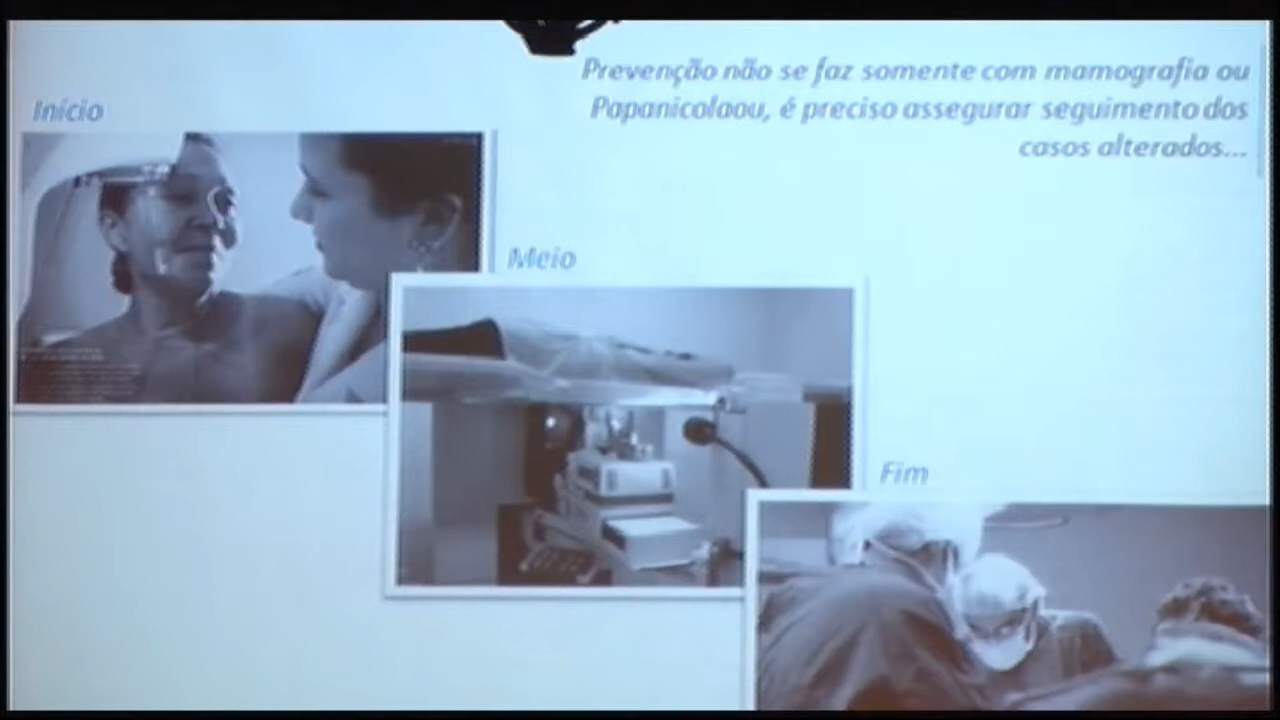 Prevenção não se faz somente com mamografia ou
Papanicolaou, é preciso assegurar seguimento dos
casos alterados...
Início
Meio
Fim